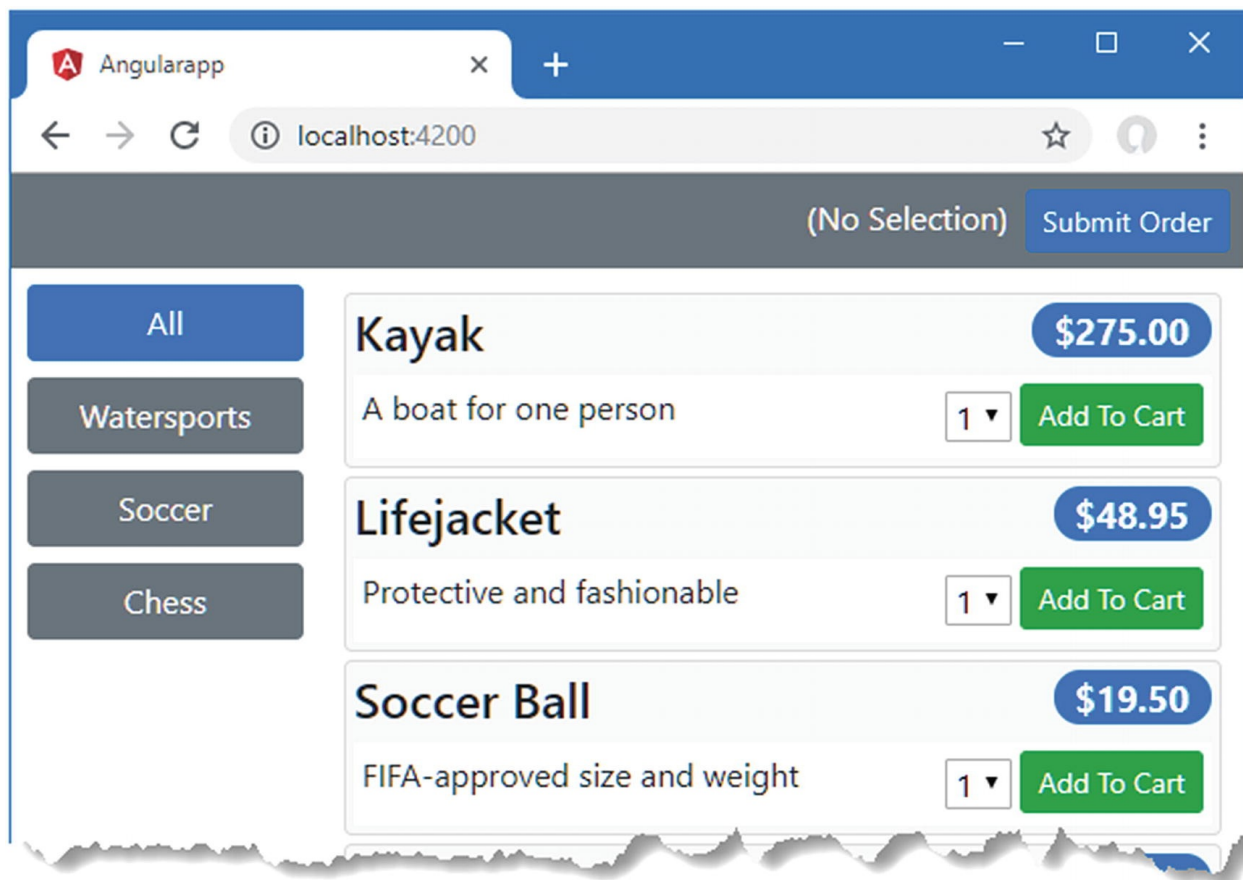 Angularapp
localhost:4200
(No Selection) Submit Order
All
Watersports
Soccer
Chess
Kayak $275.00
A boat for one person 1 Add To Cart
Lifejacket $48.95
Protective and fashionable 1 Add To Cart
Soccer Ball $19.50
FIFA-approved size and weight 1 Add To Cart